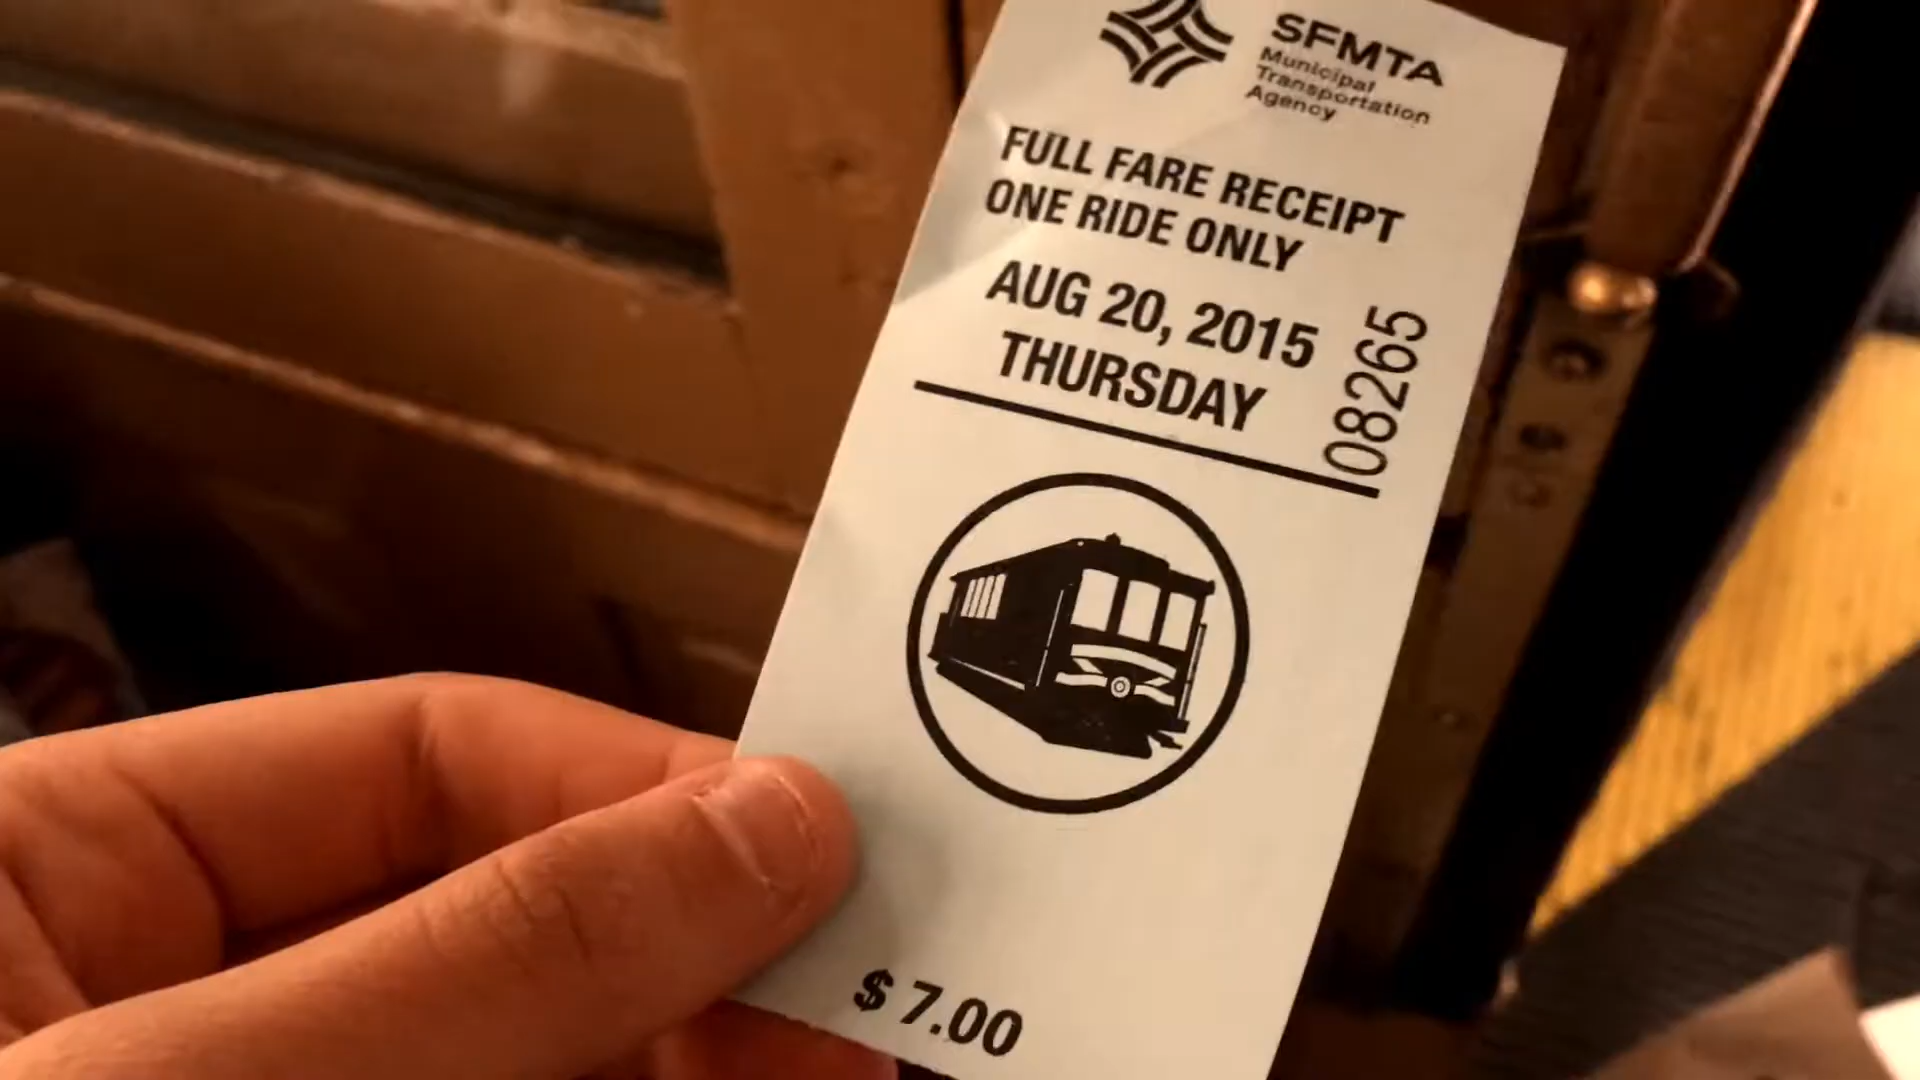 SFMTA
Municipal
Transportation
Agency
FULL FARE RECEIPT
ONE RIDE ONLY
AUG 20, 2015
THURSDAY
08265
$ 7.00